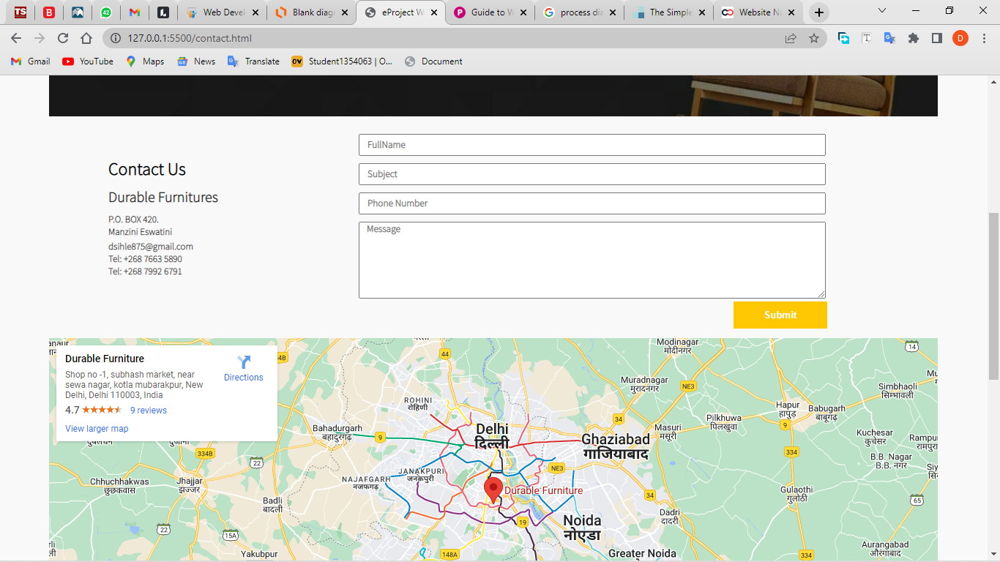 TS
B
42
L
Web Devel
Blank diagr
eProject W
P
Guide to W
process dia
The Simple
Website Na
127.0.0.1:5500/contact.html
T
D
Gmail
YouTube
Maps
News
Translate
OV
Student1354063 | O...
Document
FullName
Subject
Phone Number
Message
Submit
Contact Us
Durable Furnitures
P.O. BOX 420.
Manzini Eswatini
dsihle875@gmail.com
Tel: +268 7663 5890
Tel: +268 7992 6791
Durable Furniture
Shop no -1, subhash market, near
sewa nagar, kotla mubarakpur, New
Delhi, Delhi 110003, India
4.7 9 reviews
View larger map
Directions
44
Modinagar
मोदीनगर
14
Muradnagar
मुरादनगर
NE3
Simbhaoli
सिम्भावली
ROHINI
रोहिणी
Hapur
हापुड़
Babugarh
बाबूगढ़
Bahadurgarh
बहादुरगढ़
9
Delhi
दिल्ली
34
Masuri
मसूरी
Pilkhuwa
पिलखुवा
9
Ghaziabad
गाजियाबाद
Kuchesar
कुचेसर
334B
22
334
B.B. Nagar
B.B. नगर
JANAKPURI
जनकपुरी
NE3
NAJAFGARH
नजफगढ़
Chhuchhakwas
छुछकवास
Jhajjar
झज्जर
Durable Furniture
Gulaothi
गुलोठी
34
65
Badli
बादली
Dadri
दादरी
19
Noida
नोएडा
22
15A
Yakubpur
148A
Greater Noida
334
Aurangabad
औरंगाबाद